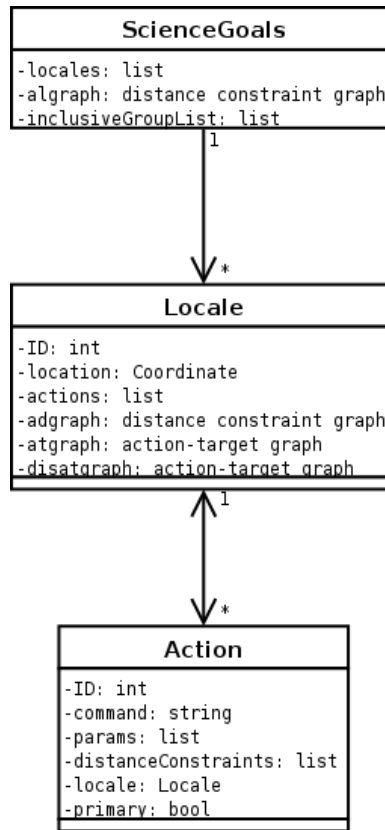 ScienceGoals
-locales: list
-algraph: distance constraint graph
-inclusiveGroupList: list
1
*
Locale
-ID: int
-location: Coordinate
-actions: list
-adgraph: distance constraint graph
-atgraph: action-target graph
-disatgraph: action-target graph
1
*
Action
-ID: int
-command: string
-params: list
-distanceConstraints: list
-locale: Locale
-primary: bool